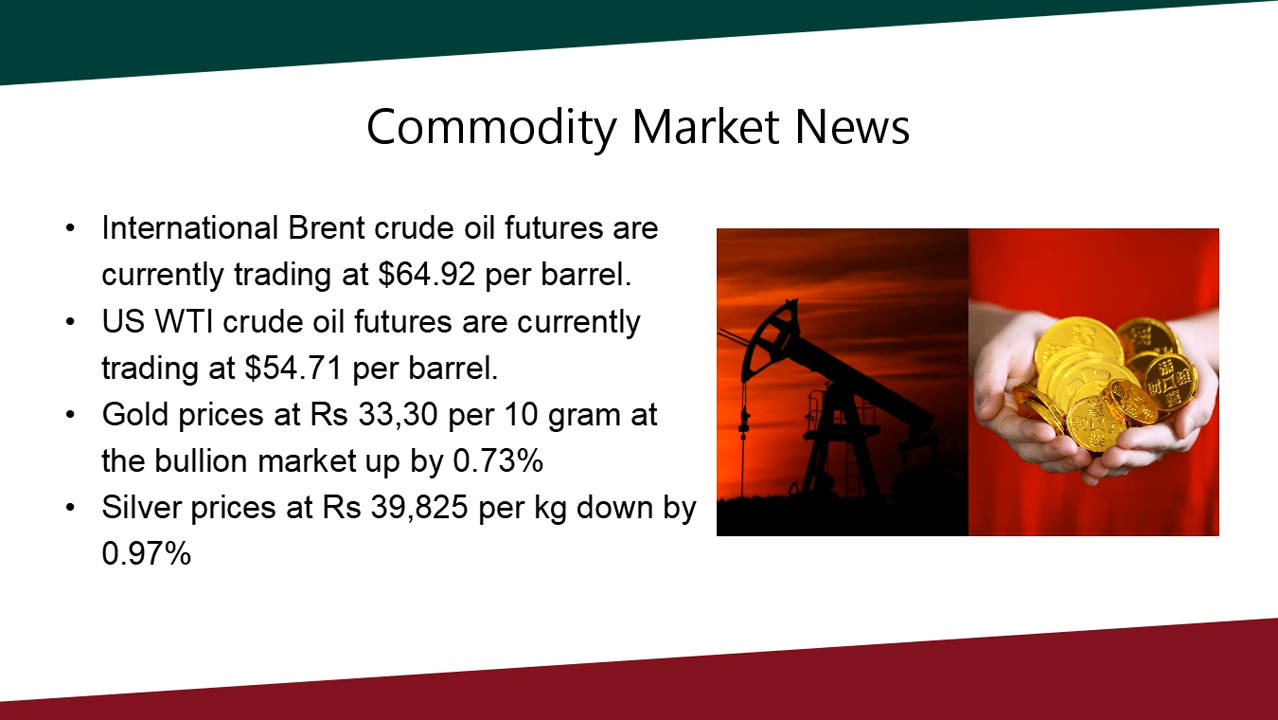 Commodity Market News
• International Brent crude oil futures are
currently trading at $64.92 per barrel.
• US WTI crude oil futures are currently
trading at $54.71 per barrel.
• Gold prices at Rs 33,30 per 10 gram at
the bullion market up by 0.73%
• Silver prices at Rs 39,825 per kg down by
0.97%